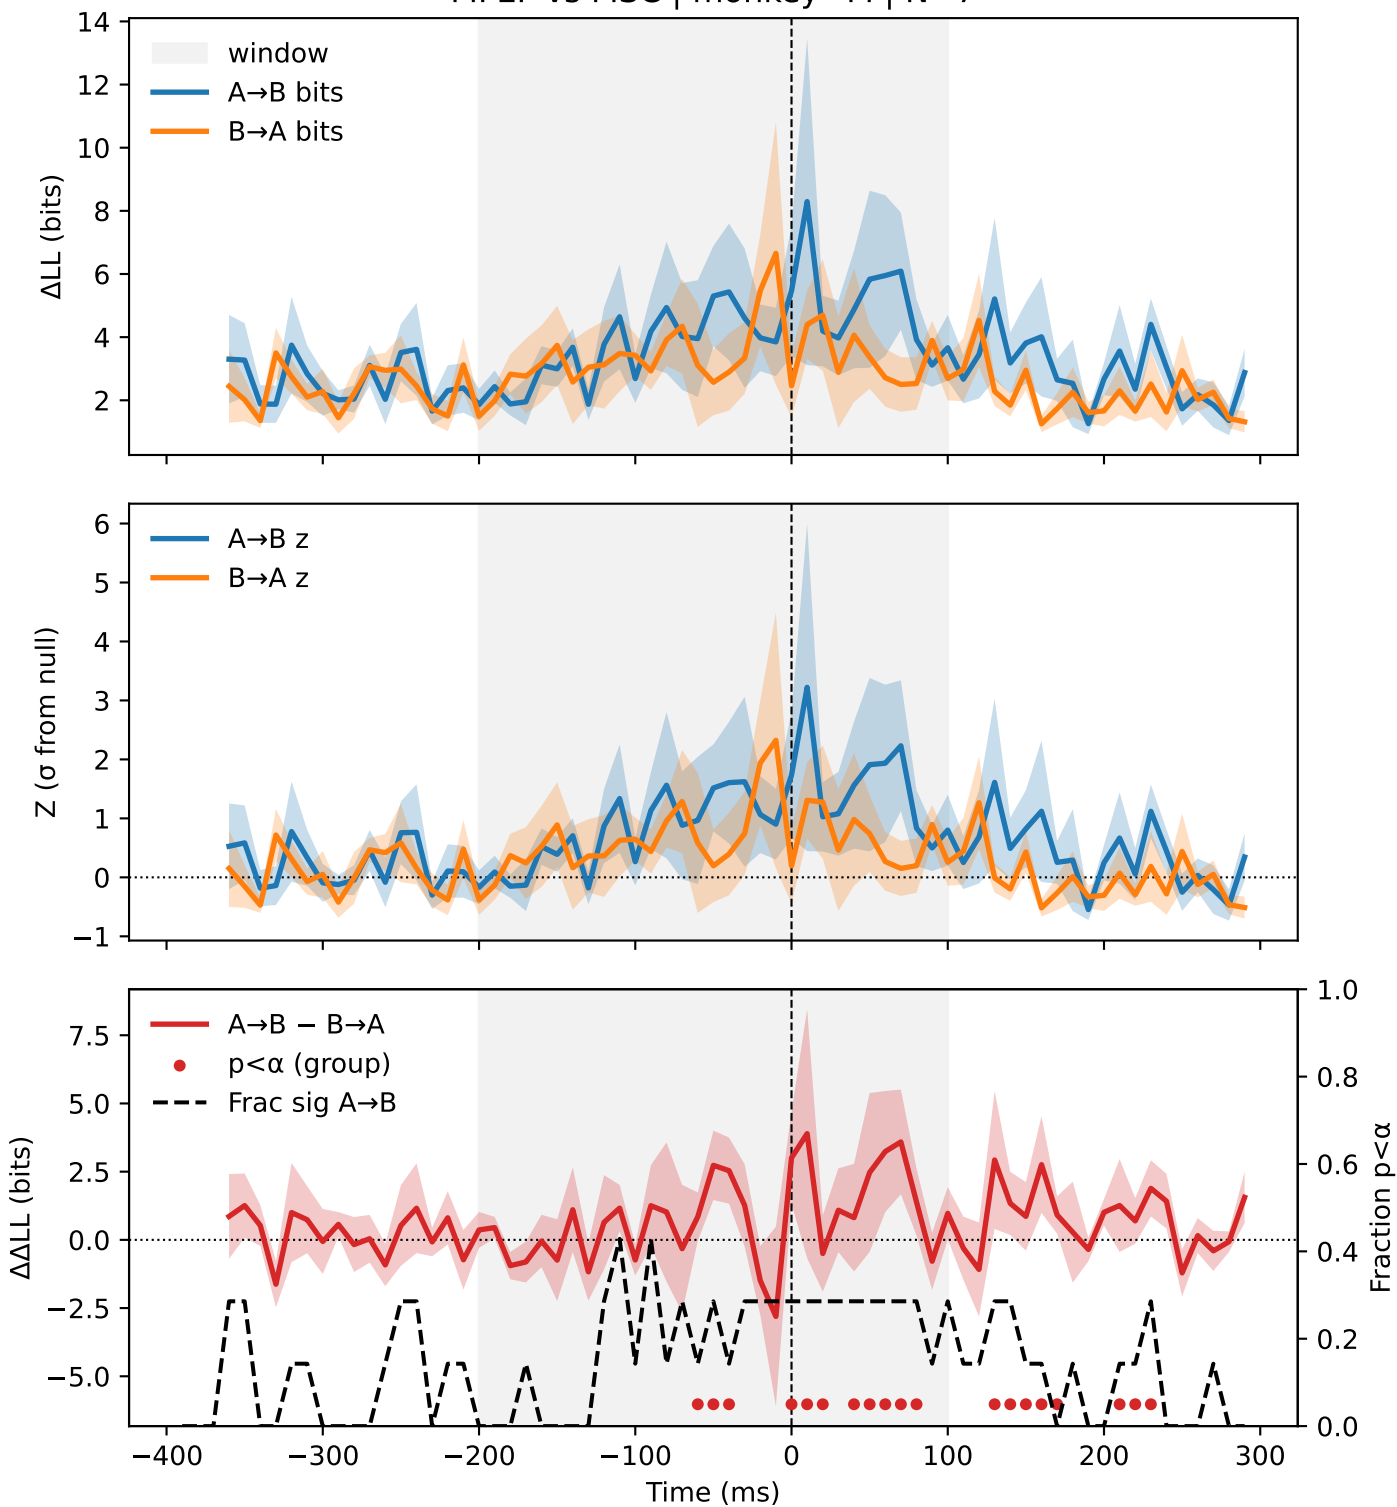 14
12
10
8
6
4
2
ΔLL (bits)
window
A→B bits
B→A bits
6
5
4
3
2
1
0
−1
Z (σ from null)
A→B z
B→A z
7.5
5.0
2.5
0.0
−2.5
−5.0
ΔΔLL (bits)
A→B − B→A
p<α (group)
Frac sig A→B
1.0
0.8
0.6
0.4
0.2
0.0
Fraction p<α
−400 −300 −200 −100 0 100 200 300
Time (ms)